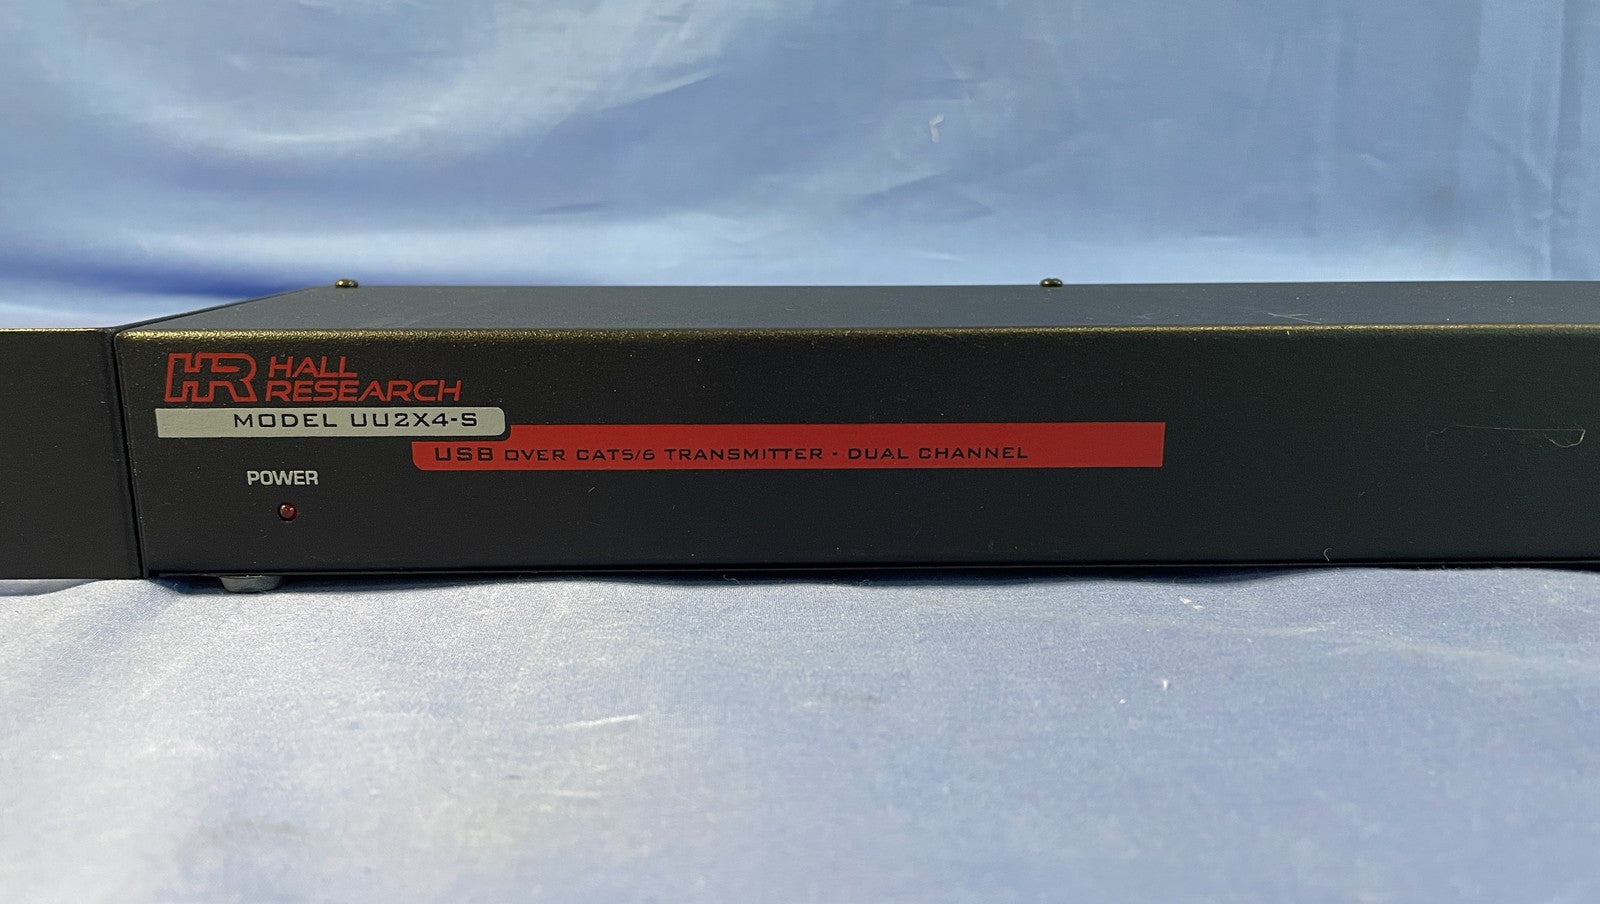 HR HALL
RESEARCH
MODEL UU2X4-S
USB OVER CAT5/6 TRANSMITTER - DUAL CHANNEL
POWER